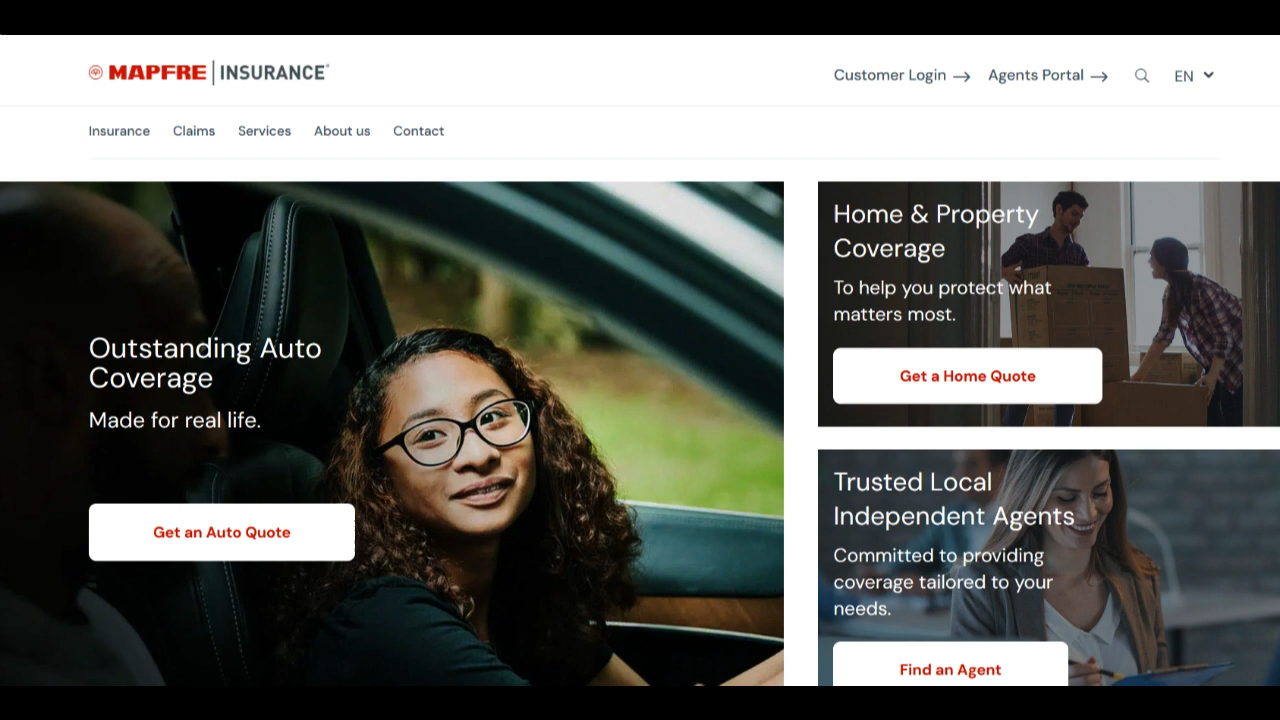 MAPFRE | INSURANCE®
Customer Login → Agents Portal → EN
Insurance Claims Services About us Contact
Outstanding Auto
Coverage
Made for real life.
Get an Auto Quote
Home & Property
Coverage
To help you protect what
matters most.
Get a Home Quote
Trusted Local
Independent Agents
Committed to providing
coverage tailored to your
needs.
Find an Agent